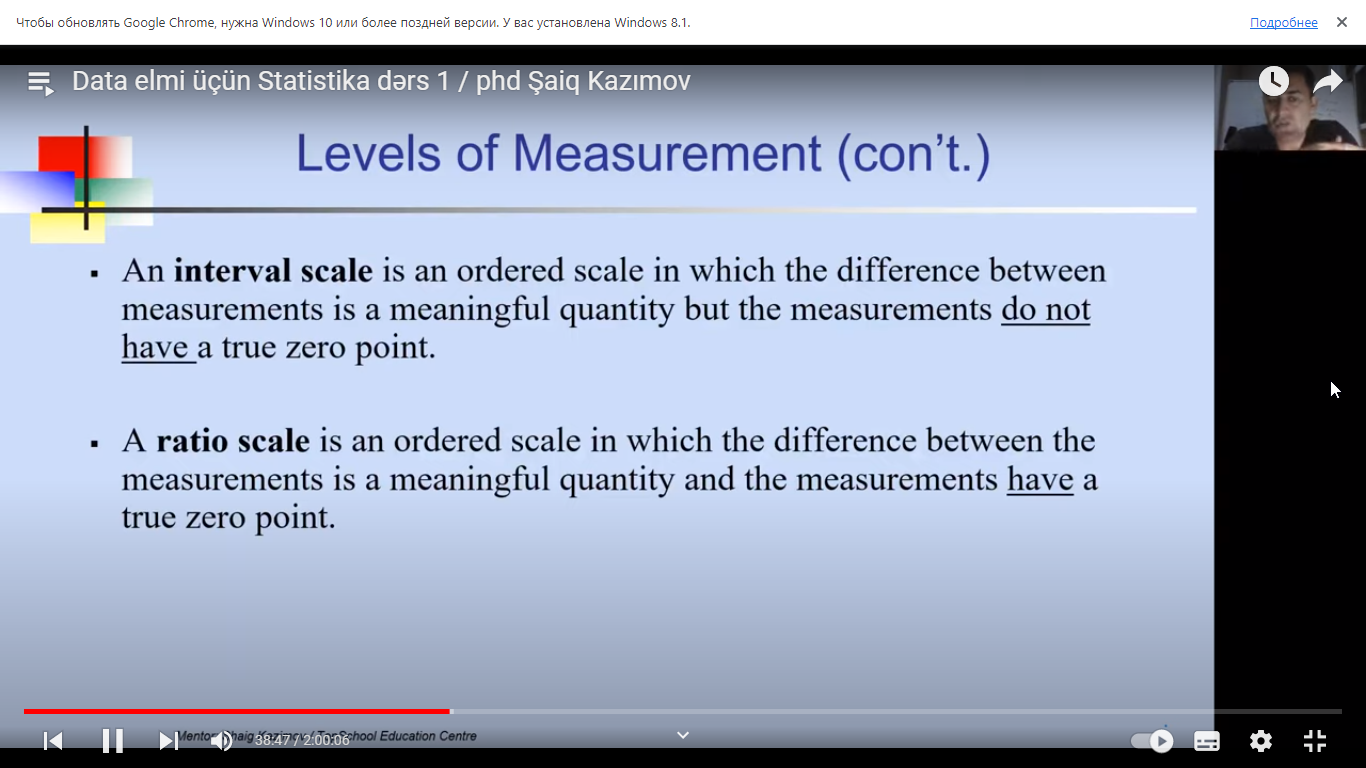 Чтобы обновлять Google Chrome, нужна Windows 10 или более поздней версии. У вас установлена Windows 8.1.
Подробнее
Data elmi üçün Statistika dərs 1 / phd Şaiq Kazımov
Levels of Measurement (con’t.)
▪ An interval scale is an ordered scale in which the difference between
measurements is a meaningful quantity but the measurements do not
have a true zero point.
▪ A ratio scale is an ordered scale in which the difference between the
measurements is a meaningful quantity and the measurements have a
true zero point.
School Education Centre
38:47 / 2:00:06